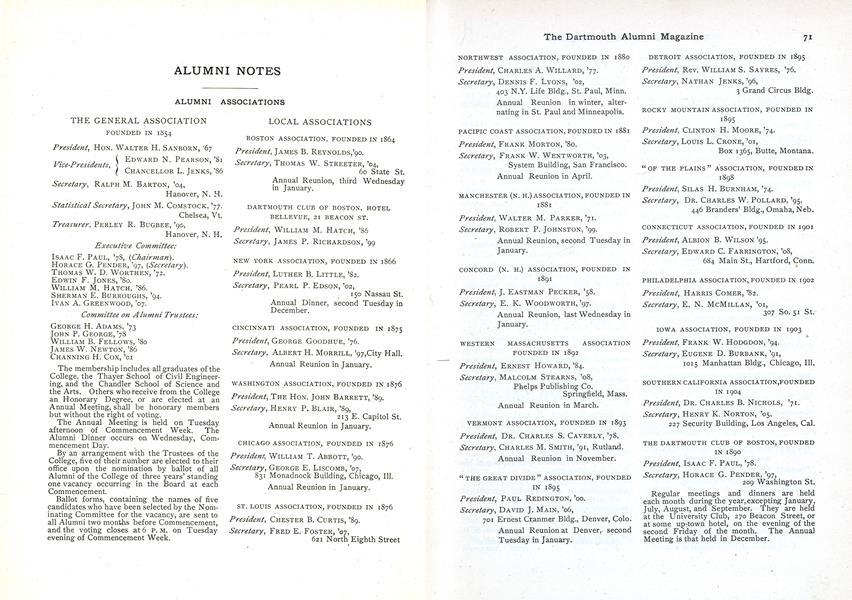 ALUMNI NOTES
ALUMNI ASSOCIATIONS
THE GENERAL ASSOCIATION
FOUNDED IN 1854
President, HON. WALTER H. SANBORN, '67
Vice-Presidents, { EDWARD N. PEARSON, '81
CHANCELLOR L. JENKS, '86
Secretary, RALPH M. BARTON, '04,
Hanover, N. H.
Statistical Secretary, JOHN M. COMSTOCK, '77.
Chelsea, Vt.
Treasurer, PERLEY R. BUGBEE, '90,
Hanover, N. H.
Executive Committee:
ISAAC F. PAUL, '78, (Chairman).
HORACE G. PENDER, '97, (Secretary).
THOMAS W. D. WORTHEN, '72.
EDWIN F. JONES, '80.
WILLIAM M. HATCH, '86.
SHERMAN E. BURROUGHS, '94.
IVAN A. GREENWOOD, '07.
Committee on Alumni Trustees:
GEORGE H. ADAMS, '73
JOHN P. GEORGE, '78
WILLIAM B. FELLOWS, '80
JAMES W. NEWTON, '86
CHANNING H. COX, '01
The membership includes all graduates of the
College, the Thayer School of Civil Engineer-
ing, and the Chandler School of Science and
the Arts. Others who receive from the College
an Honorary Degree, or are elected at an
Annual Meeting, shall be honorary members
but without the right of voting.
The Annual Meeting is held on Tuesday
afternoon of Commencement Week. The
Alumni Dinner occurs on Wednesday, Com-
mencement Day.
By an arrangement with the Trustees of the
College, five of their number are elected to their
office upon the nomination by ballot of all
Alumni of the College of three years' standing
one vacancy occurring in the Board at each
Commencement.
Ballot forms, containing the names of five
candidates who have been selected by the Nom-
inating Committee for the vacancy, are sent to
all Alumni two months before Commencement,
and the voting closes at 6 P. M. on Tuesday
evening of Commencement Week.
LOCAL ASSOCIATIONS
BOSTON ASSOCIATION, FOUNDED IN 1864
President, JAMES B. REYNOLDS,'90.
Secretary, THOMAS W. STREETER, '04,
60 State St.
Annual Reunion, third Wednesday
in January.
DARTMOUTH CLUB OF BOSTON, HOTEL
BELLEVUE, 21 BEACON ST.
President, WILLIAM M. HATCH, '86
Secretary, JAMES P. RICHARDSON, '99
NEW YORK ASSOCIATION, FOUNDED IN 1866
President, LUTHER B. LITTLE, '82.
Secretary, PEARL P. EDSON, '02,
150 Nassau St.
Annual Dinner, second Tuesday in
December.
CINCINNATI ASSOCIATION, FOUNDED IN 1875
President, GEORGE GOODHUE, '76.
Secretary, ALBERT H. MORRILL, '97,City Hall.
Annual Reunion in January.
WASHINGTON ASSOCIATION, FOUNDED IN 1876
President, THE HON. JOHN BARRETT, '89.
Secretary, HENRY P. BLAIR, '89,
213 E. Capitol St.
Annual Reunion in January.
CHICAGO ASSOCIATION, FOUNDED IN 1876
President, WILLIAM T. ABBOTT, '90.
Secretary, GEORGE E. LISCOMB, '07,
831 Monadnock Building, Chicago, Ill.
Annual Reunion in January.
ST. LOUIS ASSOCIATION, FOUNDED IN 1876
President, CHESTER B. CURTIS, '89.
Secretary, FRED E. FOSTER, '07,
621 North Eighth Street
The Dartmouth Alumni Magazine 71
NORTHWEST ASSOCIATION, FOUNDED IN 1880
President, CHARLES A. WILLARD, '77.
Secretary, DENNIS F. LYONS, '02,
403 N.Y. Life Bldg., St. Paul, Minn.
Annual Reunion in winter, alter-
nating in St. Paul and Minneapolis.
PACIFIC COAST ASSOCIATION, FOUNDED IN 1881
President, FRANK MORTON, '80.
Secretary, FRANK W. WENTWORTH, '03,
System Building, San Francisco.
Annual Reunion in April.
MANCHESTER (N. H.) ASSOCIATION, FOUNDED IN
1881
President, WALTER M. PARKER, '71.
Secretary, ROBERT P. JOHNSTON, '99.
Annual Reunion, second Tuesday in
January.
CONCORD (N. H.) ASSOCIATION, FOUNDED IN
1891
President, J. EASTMAN PECKER, '58.
Secretary, E. K. WOODWORTH, '97.
Annual Reunion, last Wednesday in
January.
WESTERN MASSACHUSETTS ASSOCIATION
FOUNDED IN 1892
President, ERNEST HOWARD, '84.
Secretary, MALCOLM STEARNS, '08,
Phelps Publishing Co.
Springfield, Mass.
Annual Reunion in March.
VERMONT ASSOCIATION, FOUNDED IN 1893
President, DR. CHARLES S. CAVERLY, '78.
Secretary, CHARLES M. SMITH, '91, Rutland.
Annual Reunion in November.
"THE GREAT DIVIDE" ASSOCIATION, FOUNDED
IN 1895
President, PAUL REDINGTON, '00.
Secretary, DAVID J. MAIN, '06,
701 Ernest Cranmer Bldg., Denver, Colo.
Annual Reunion at Denver, second
Tuesday in January.
DETROIT ASSOCIATION, FOUNDED IN 1895
President, REV. WILLIAM S. SAYRES, '76.
Secretary, NATHAN JENKS, '96,
3 Grand Circus Bldg.
ROCKY MOUNTAIN ASSOCIATION, FOUNDED IN
1895
President, CLINTON H. MOORE, '74.
Secretary, LOUIS L. CRONE, '01,
Box 1365, Butte, Montana.
"OF THE PLAINS" ASSOCIATION, FOUNDED IN
1898
President, SILAS H. BURNHAM, '74.
Secretary, DR. CHARLES W. POLLARD, '95,
446 Branders' Bldg., Omaha, Neb.
CONNECTICUT ASSOCIATION, FOUNDED IN 1901
President, ALBION B. WILSON '95.
Secretary, EDWARD C. FARRINGTON, '08,
684 Main St., Hartford, Conn.
PHILADELPHIA ASSOCIATION, FOUNDED IN 1902
President, HARRIS COMER, '82.
Secretary, E. N. MCMILLAN, '01,
307 So. 51 St.
IOWA ASSOCIATION, FOUNDED IN 1903
President, FRANK W. HODGDON, '94.
Secretary, EUGENE D. BURBANK, '91,
1015 Manhattan Bldg., Chicago, Ill.
SOUTHERN CALIFORNIA ASSOCIATION,FOUNDED
IN 1904
President, DR. CHARLES B. NICHOLS, '71.
Secretary, HENRY K. NORTON, '05.
227 Security Building, Los Angeles, Cal.
THE DARTMOUTH CLUB OF BOSTON, FOUNDED
IN 1890
President, ISAAC F. PAUL, '78.
Secretary, HORACE G. PENDER, '97,
209 Washington St.
Regular meetings and dinners are held
each month during the year, excepting January,
July, August, and September. They are held
at the University Club, 270 Beacon Street, or
at some up-town hotel, on the evening of the
second Friday of the month. The Annual
Meeting is that held in December.